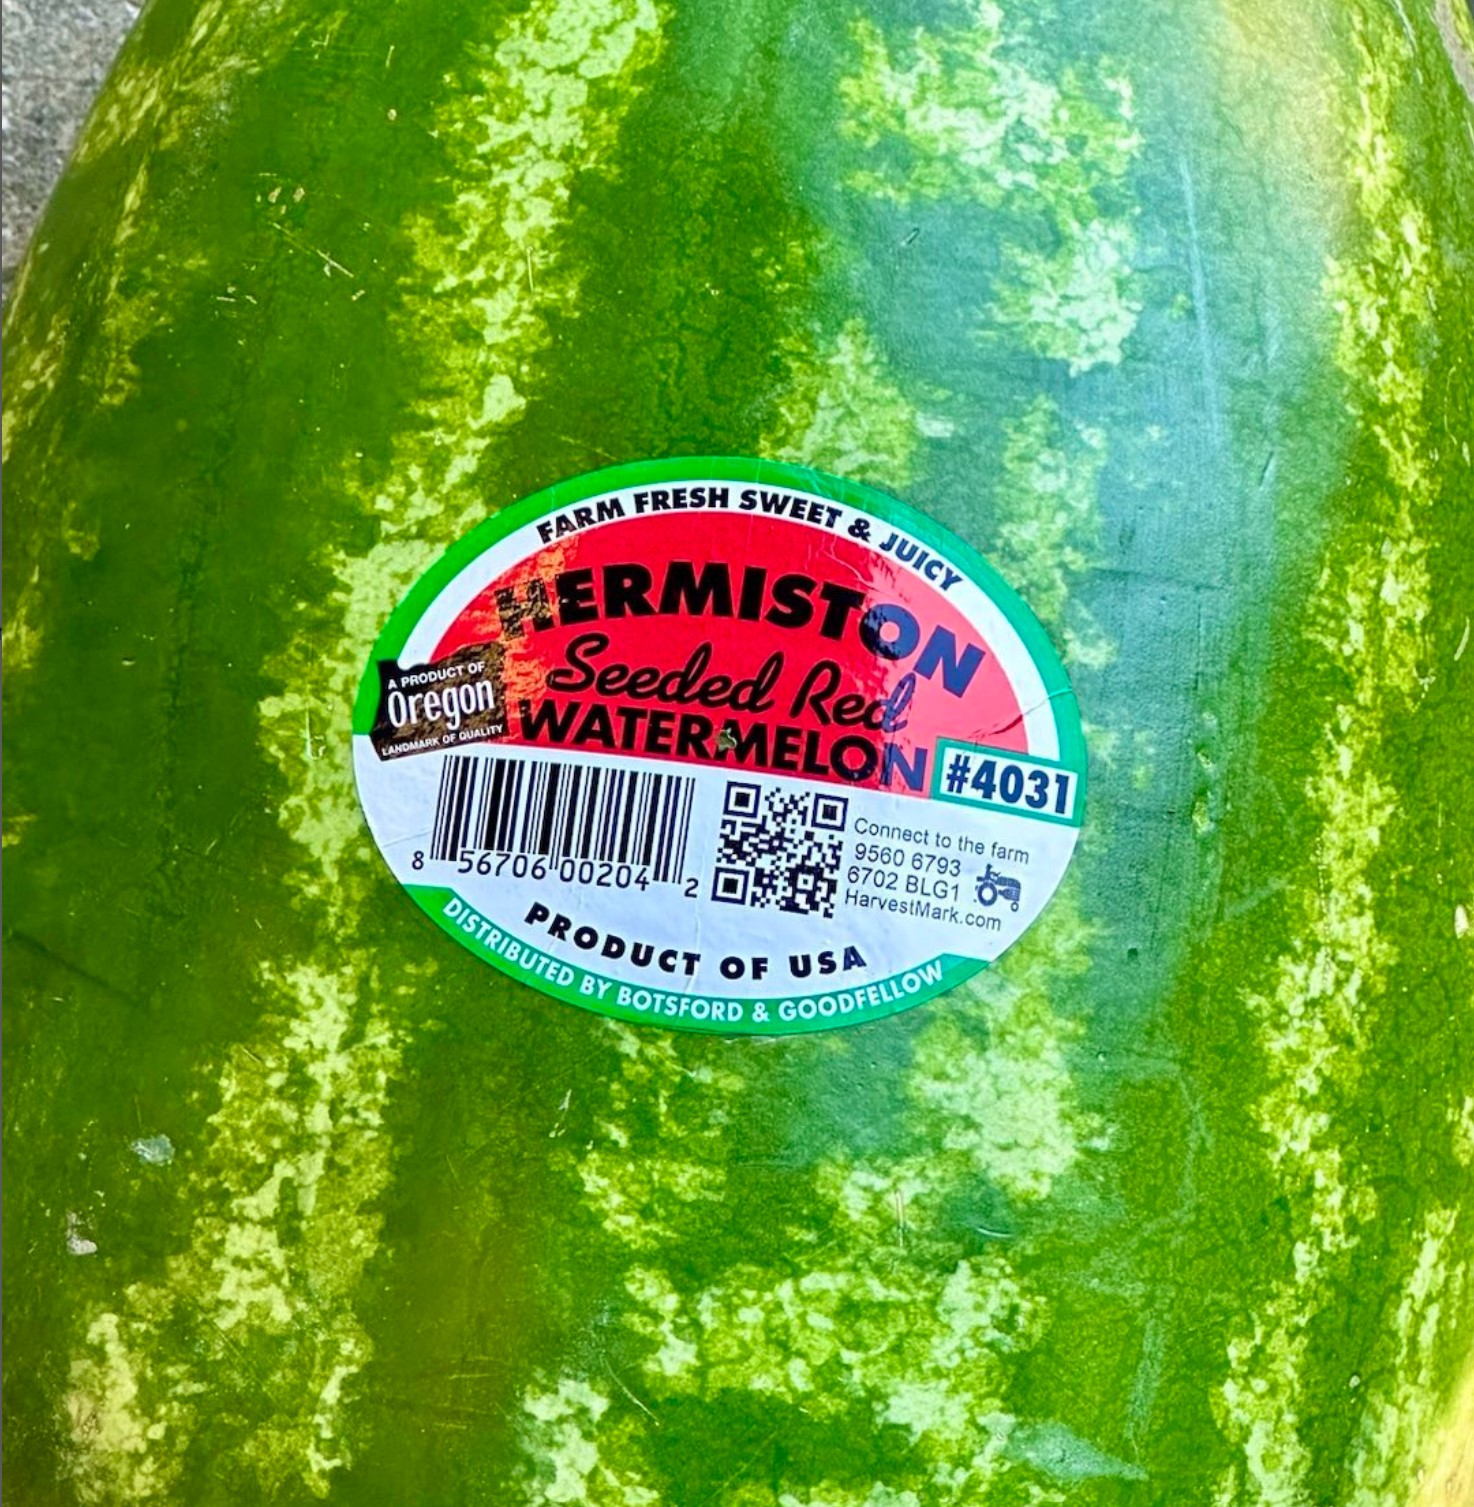 FARM FRESH SWEET & JUICY
HERMISTON
Seeded Red
WATERMELON
A PRODUCT OF
Oregon
LANDMARK OF QUALITY
#4031
8 56706 00204 2
Connect to the farm
9560 6793
6702 BLG1
HarvestMark.com
PRODUCT OF USA
DISTRIBUTED BY BOTSFORD & GOODFELLOW